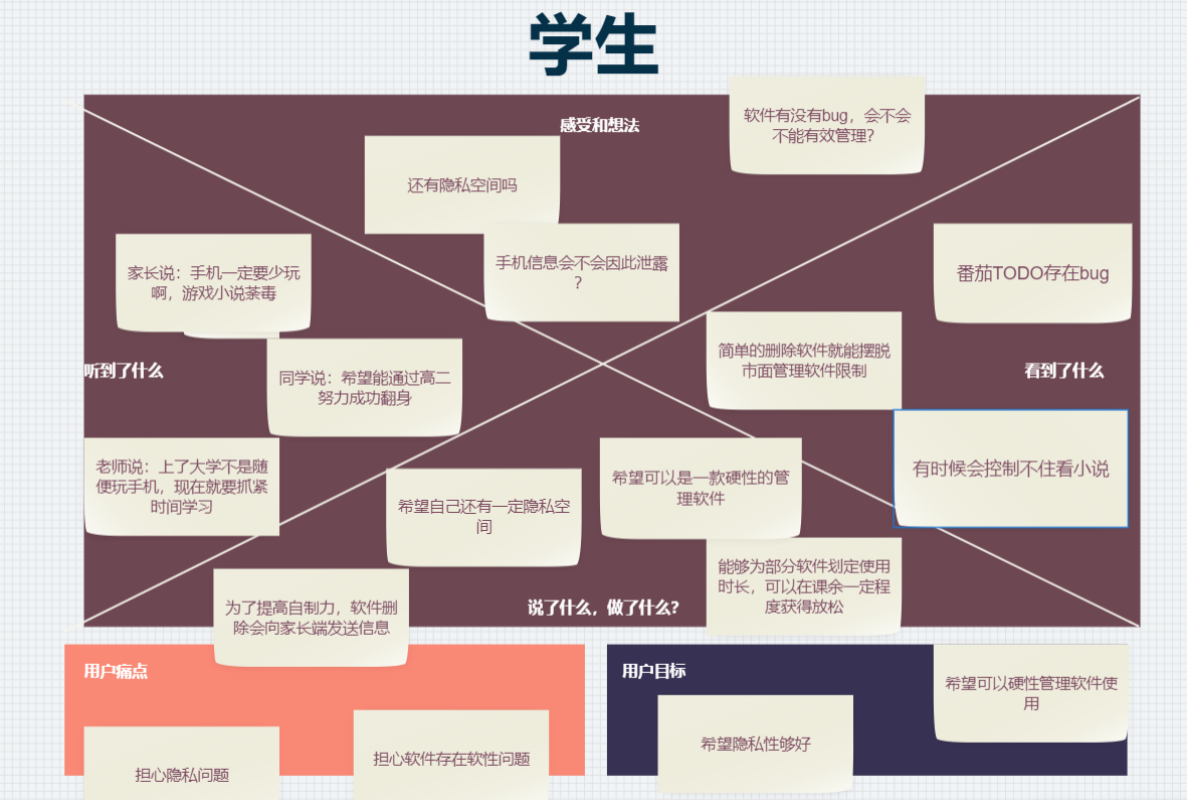 学生
感受和想法
软件有没有bug，会不会
不能有效管理？
还有隐私空间吗
手机信息会不会因此泄露
？
听到了什么
家长说：手机一定要少玩
啊，游戏小说荼毒
同学说：希望能通过高二
努力成功翻身
老师说：上了大学不是随
便玩手机，现在就要抓紧
时间学习
看到了什么
番茄TODO存在bug
简单的删除软件就能摆脱
市面管理软件限制
有时候会控制不住看小说
说了什么，做了什么？
希望自己还有一定隐私空
间
希望可以是一款硬性的管
理软件
能够为部分软件划定使用
时长，可以在课余一定程
度获得放松
为了提高自制力，软件删
除会向家长端发送信息
用户痛点
担心隐私问题
担心软件存在软性问题
用户目标
希望隐私性够好
希望可以硬性管理软件使
用